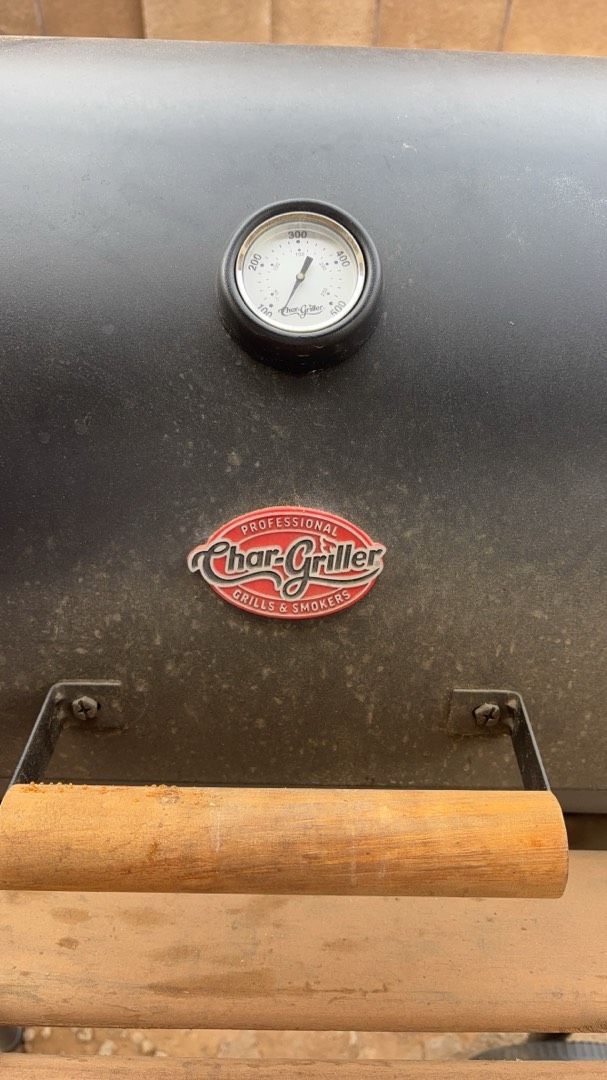 300
200
400
100
500
Char-Griller
PROFESSIONAL
Char-Griller
GRILLS & SMOKERS